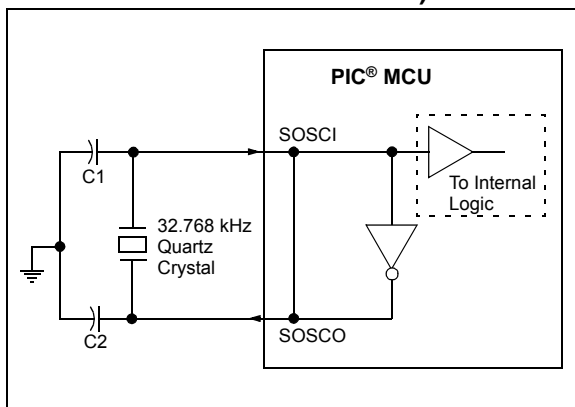 PIC® MCU
SOSCI
C1
To Internal
Logic
32.768 kHz
Quartz
Crystal
SOSCO
C2